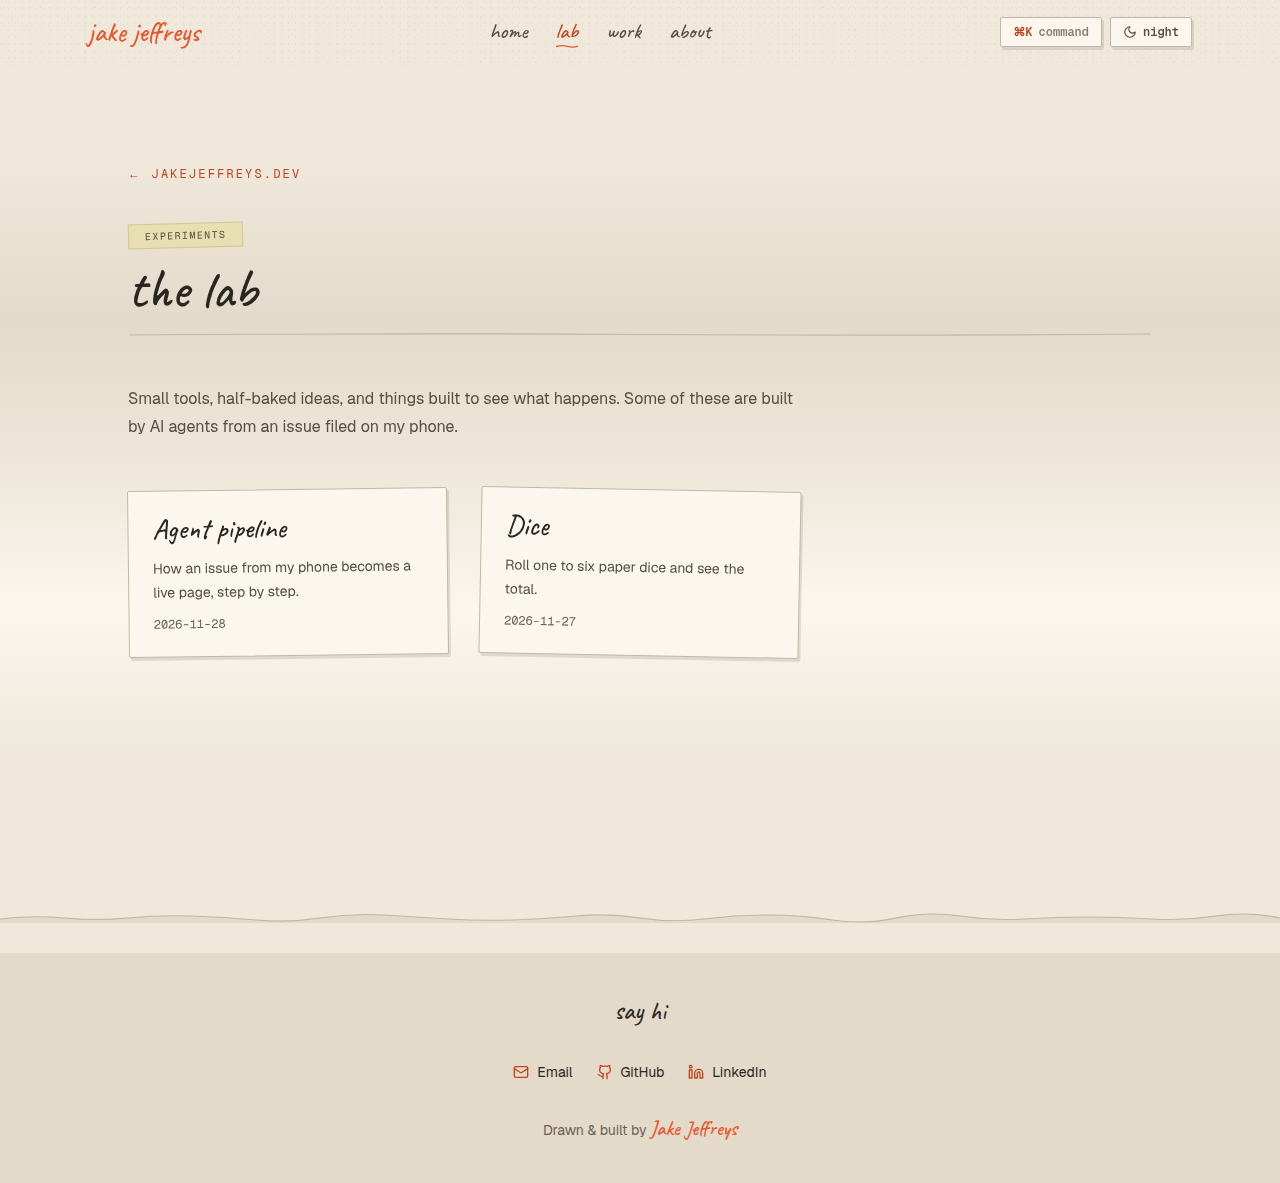 jake jeffreys
home lab work about
⌘K command
night
← JAKEJEFFREYS.DEV
EXPERIMENTS
the lab
Small tools, half-baked ideas, and things built to see what happens. Some of these are built
by AI agents from an issue filed on my phone.
Agent pipeline
How an issue from my phone becomes a
live page, step by step.
2026-11-28
Dice
Roll one to six paper dice and see the
total.
2026-11-27
say hi
Email GitHub LinkedIn
Drawn & built by Jake Jeffreys